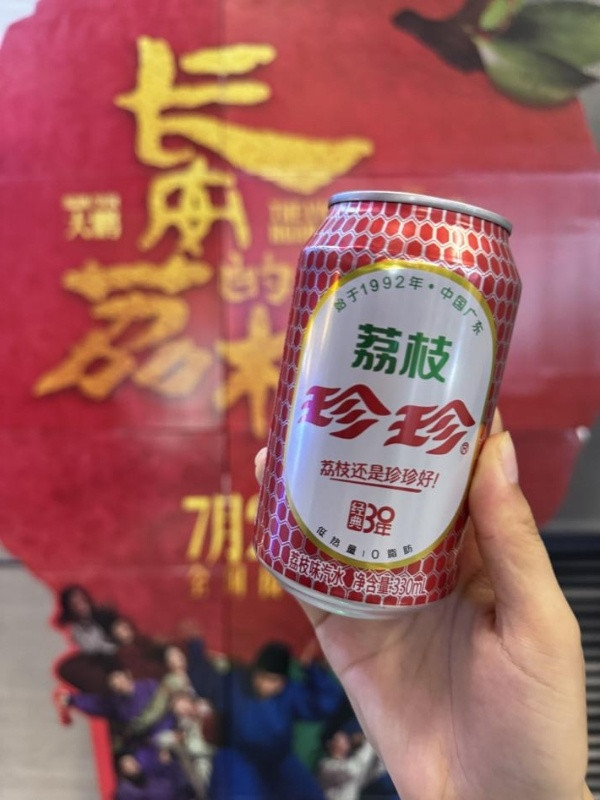 长安
大鹏
的
荔枝
7月
始于1992年·中国广东
荔枝
珍珍
®
荔枝还是珍珍好!
经典30年
低热量|0脂肪
荔枝味汽水 净含量330mL